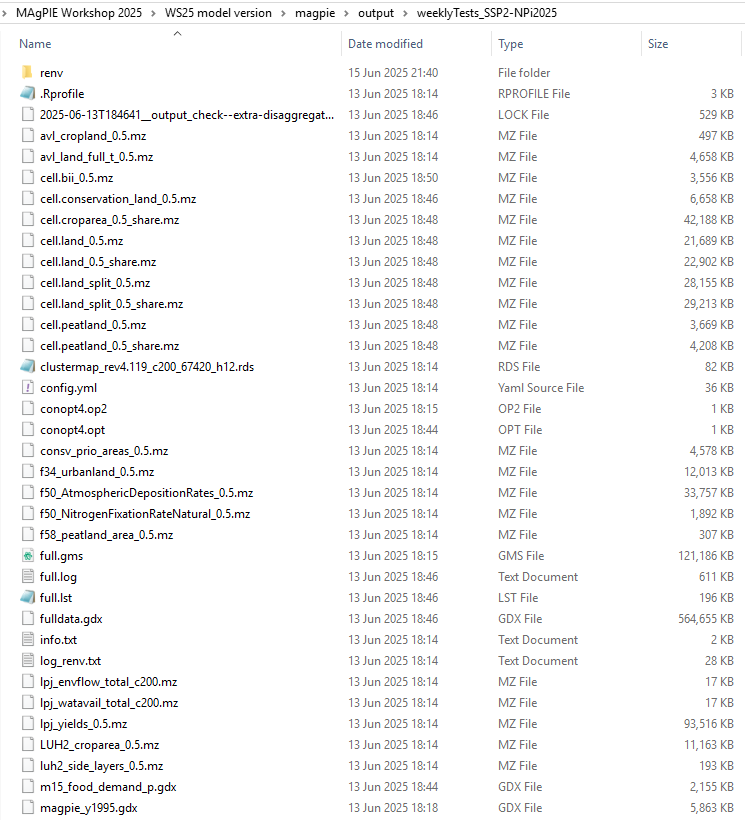 > MAgPIE Workshop 2025 > WS25 model version > magpie > output > weeklyTests_SSP2-NPi2025
Name Date modified Type Size
renv 15 Jun 2025 21:40 File folder
.Rprofile 13 Jun 2025 18:14 RPROFILE File 3 KB
2025-06-13T184641__output_check--extra-disaggregat... 13 Jun 2025 18:46 LOCK File 529 KB
avl_cropland_0.5.mz 13 Jun 2025 18:14 MZ File 497 KB
avl_land_full_t_0.5.mz 13 Jun 2025 18:14 MZ File 4,658 KB
cell.bii_0.5.mz 13 Jun 2025 18:50 MZ File 3,556 KB
cell.conservation_land_0.5.mz 13 Jun 2025 18:46 MZ File 6,658 KB
cell.croparea_0.5_share.mz 13 Jun 2025 18:48 MZ File 42,188 KB
cell.land_0.5.mz 13 Jun 2025 18:48 MZ File 21,689 KB
cell.land_0.5_share.mz 13 Jun 2025 18:48 MZ File 22,902 KB
cell.land_split_0.5.mz 13 Jun 2025 18:48 MZ File 28,155 KB
cell.land_split_0.5_share.mz 13 Jun 2025 18:48 MZ File 29,213 KB
cell.peatland_0.5.mz 13 Jun 2025 18:48 MZ File 3,669 KB
cell.peatland_0.5_share.mz 13 Jun 2025 18:48 MZ File 4,208 KB
clustermap_rev4.119_c200_67420_h12.rds 13 Jun 2025 18:14 RDS File 82 KB
config.yml 13 Jun 2025 18:14 Yaml Source File 36 KB
conopt4.op2 13 Jun 2025 18:15 OP2 File 1 KB
conopt4.opt 13 Jun 2025 18:44 OPT File 1 KB
consv_prio_areas_0.5.mz 13 Jun 2025 18:14 MZ File 4,578 KB
f34_urbanland_0.5.mz 13 Jun 2025 18:14 MZ File 12,013 KB
f50_AtmosphericDepositionRates_0.5.mz 13 Jun 2025 18:14 MZ File 33,757 KB
f50_NitrogenFixationRateNatural_0.5.mz 13 Jun 2025 18:14 MZ File 1,892 KB
f58_peatland_area_0.5.mz 13 Jun 2025 18:14 MZ File 307 KB
full.gms 13 Jun 2025 18:15 GMS File 121,186 KB
full.log 13 Jun 2025 18:46 Text Document 611 KB
full.lst 13 Jun 2025 18:46 LST File 196 KB
fulldata.gdx 13 Jun 2025 18:46 GDX File 564,655 KB
info.txt 13 Jun 2025 18:14 Text Document 2 KB
log_renv.txt 13 Jun 2025 18:14 Text Document 28 KB
lpj_envflow_total_c200.mz 13 Jun 2025 18:14 MZ File 17 KB
lpj_watavail_total_c200.mz 13 Jun 2025 18:14 MZ File 17 KB
lpj_yields_0.5.mz 13 Jun 2025 18:14 MZ File 93,516 KB
LUH2_croparea_0.5.mz 13 Jun 2025 18:14 MZ File 11,163 KB
luh2_side_layers_0.5.mz 13 Jun 2025 18:14 MZ File 193 KB
m15_food_demand_p.gdx 13 Jun 2025 18:44 GDX File 2,155 KB
magpie_y1995.gdx 13 Jun 2025 18:18 GDX File 5,863 KB